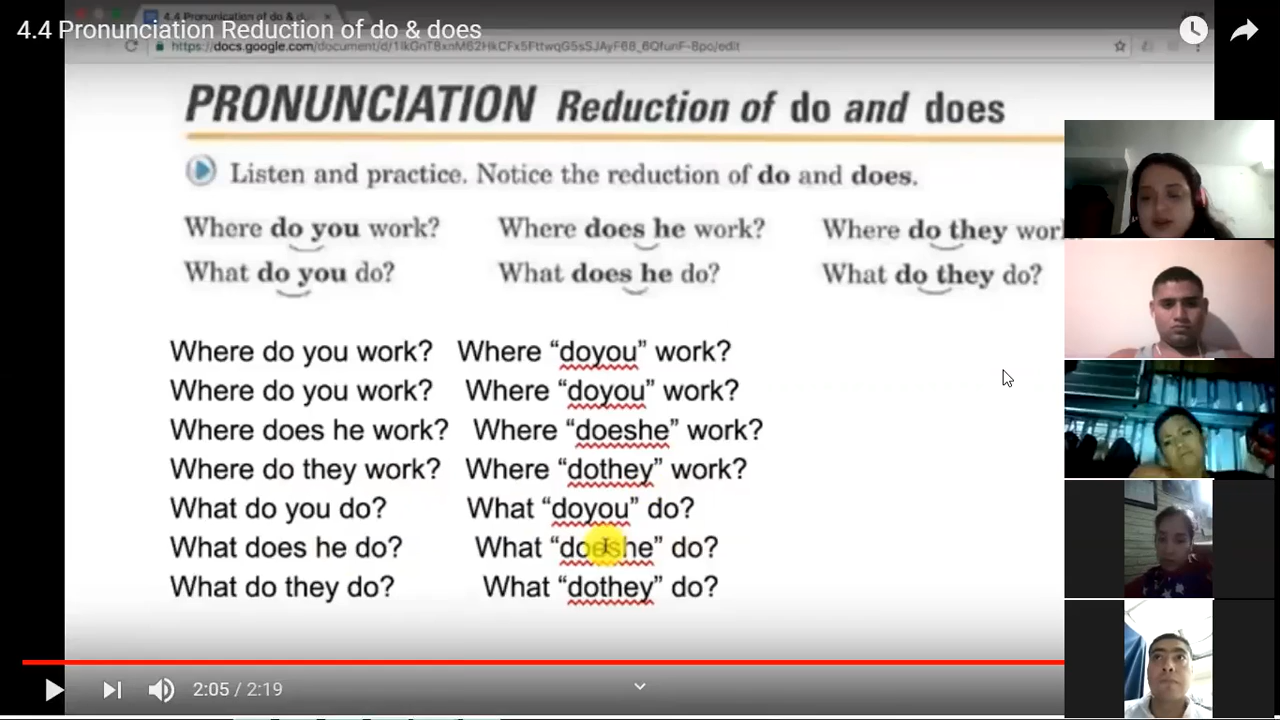 4.4 Pronunciation Reduction of do & does
PRONUNCIATION Reduction of do and does
Listen and practice. Notice the reduction of do and does.
Where do you work? Where does he work? Where do they work
What do you do? What does he do? What do they do?
Where do you work? Where “doyou” work?
Where do you work? Where “doyou” work?
Where does he work? Where “doeshe” work?
Where do they work? Where “dothey” work?
What do you do? What “doyou” do?
What does he do? What “doeshe” do?
What do they do? What “dothey” do?
2:05 / 2:19